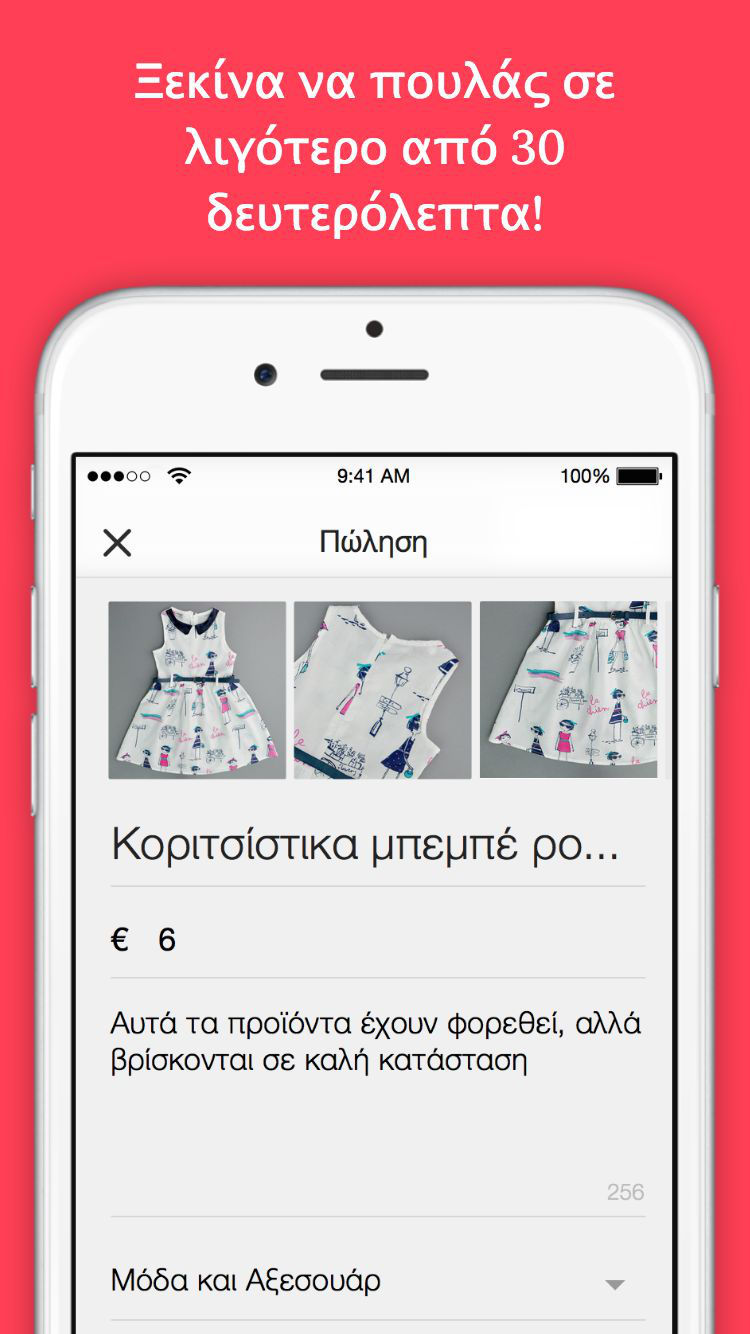 Ξεκίνα να πουλάς σε
λιγότερο από 30
δευτερόλεπτα!
9:41 AM
100%
Πώληση
Κοριτσίστικα μπεμπέ ρο...
€ 6
Αυτά τα προϊόντα έχουν φορεθεί, αλλά
βρίσκονται σε καλή κατάσταση
256
Μόδα και Αξεσουάρ